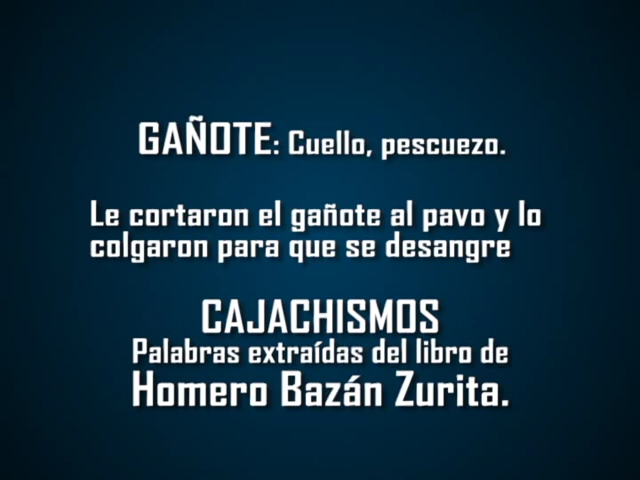 GAÑOTE: Cuello, pescuezo.
Le cortaron el gañote al pavo y lo
colgaron para que se desangre
CAJACHISMOS
Palabras extraídas del libro de
Homero Bazán Zurita.